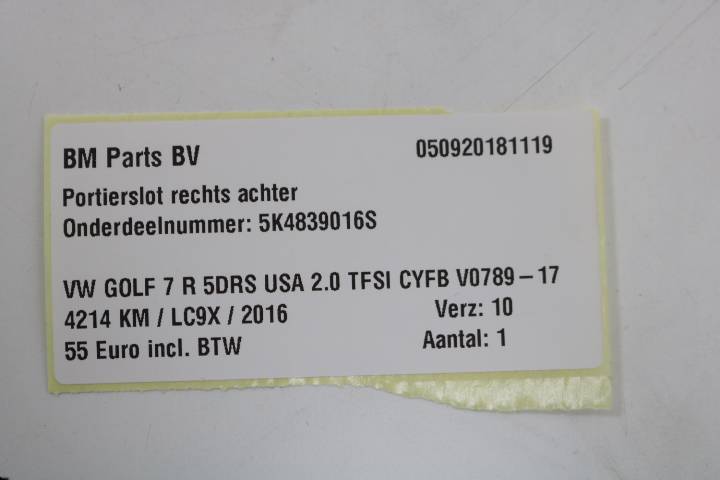 BM Parts BV 050920181119
Portierslot rechts achter
Onderdeelnummer: 5K4839016S
VW GOLF 7 R 5DRS USA 2.0 TFSI CYFB V0789-17
4214 KM / LC9X / 2016 Verz: 10
55 Euro incl. BTW Aantal: 1